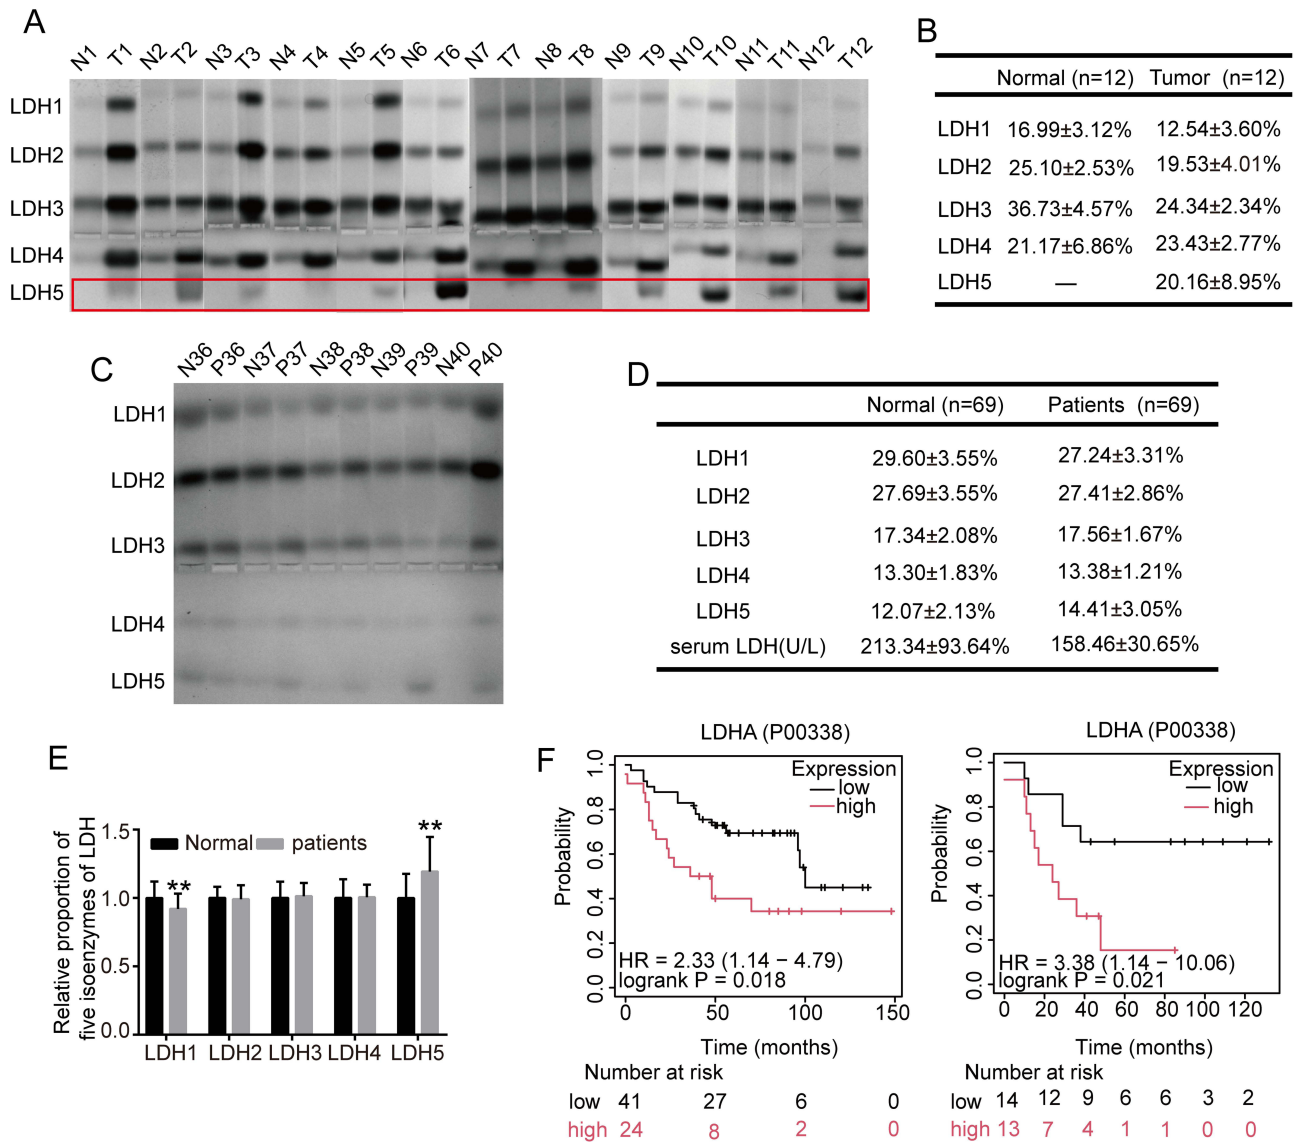 A
N1 T1 N2 T2 N3 T3 N4 T4 N5 T5 N6 T6 N7 T7 N8 T8 N9 T9 N10 T10 N11 T11 N12 T12
LDH1
LDH2
LDH3
LDH4
LDH5
B
Normal (n=12) Tumor (n=12)
LDH1 16.99±3.12% 12.54±3.60%
LDH2 25.10±2.53% 19.53±4.01%
LDH3 36.73±4.57% 24.34±2.34%
LDH4 21.17±6.86% 23.43±2.77%
LDH5 — 20.16±8.95%
C
N36 P36 N37 P37 N38 P38 N39 P39 N40 P40
LDH1
LDH2
LDH3
LDH4
LDH5
D
Normal (n=69) Patients (n=69)
LDH1 29.60±3.55% 27.24±3.31%
LDH2 27.69±3.55% 27.41±2.86%
LDH3 17.34±2.08% 17.56±1.67%
LDH4 13.30±1.83% 13.38±1.21%
LDH5 12.07±2.13% 14.41±3.05%
serum LDH(U/L) 213.34±93.64% 158.46±30.65%
E
Relative proportion of
five isoenzymes of LDH
1.5
1.0
0.5
0.0
Normal patients
**
**
LDH1 LDH2 LDH3 LDH4 LDH5
F
LDHA (P00338)
Probability
1.0
0.8
0.6
0.4
0.2
0.0
Expression
low
high
HR = 2.33 (1.14 − 4.79)
logrank P = 0.018
0 50 100 150
Time (months)
Number at risk
low 41 27 6 0
high 24 8 2 0
LDHA (P00338)
Probability
1.0
0.8
0.6
0.4
0.2
0.0
Expression
low
high
HR = 3.38 (1.14 − 10.06)
logrank P = 0.021
0 20 40 60 80 100 120
Time (months)
Number at risk
low 14 12 9 6 6 3 2
high 13 7 4 1 1 0 0